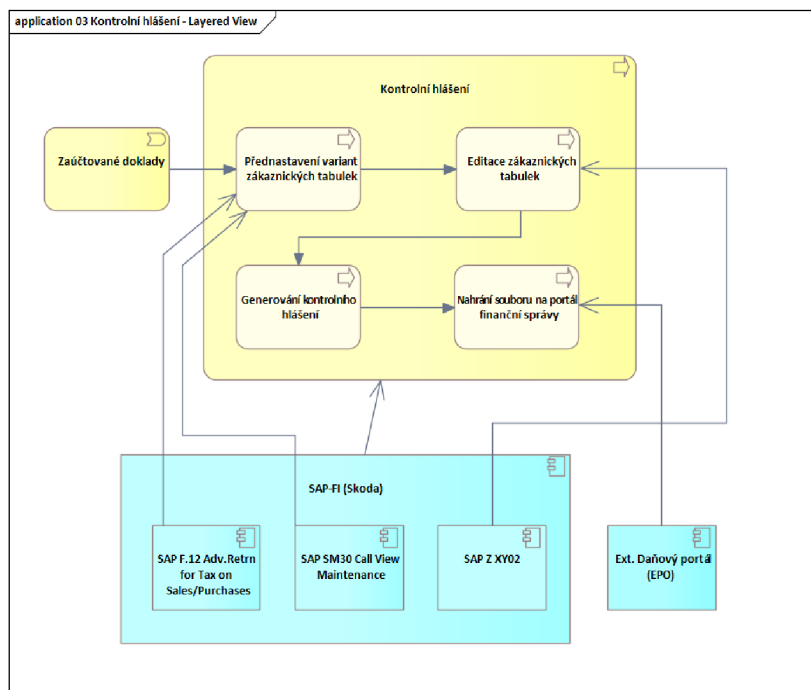 application 03 Kontrolní hlášení - Layered View
Kontrolní hlášení
Zaúčtované doklady
Přednastavení variant
zákaznických tabulek
Editace zákaznických
tabulek
Generování kontrolního
hlášení
Nahrání souboru na portál
finanční správy
SAP-FI (Skoda)
SAP F.12 Adv.Retrn
for Tax on
Sales/Purchases
SAP SM30 Call View
Maintenance
SAP Z XY02
Ext. Daňový portál
(EPO)